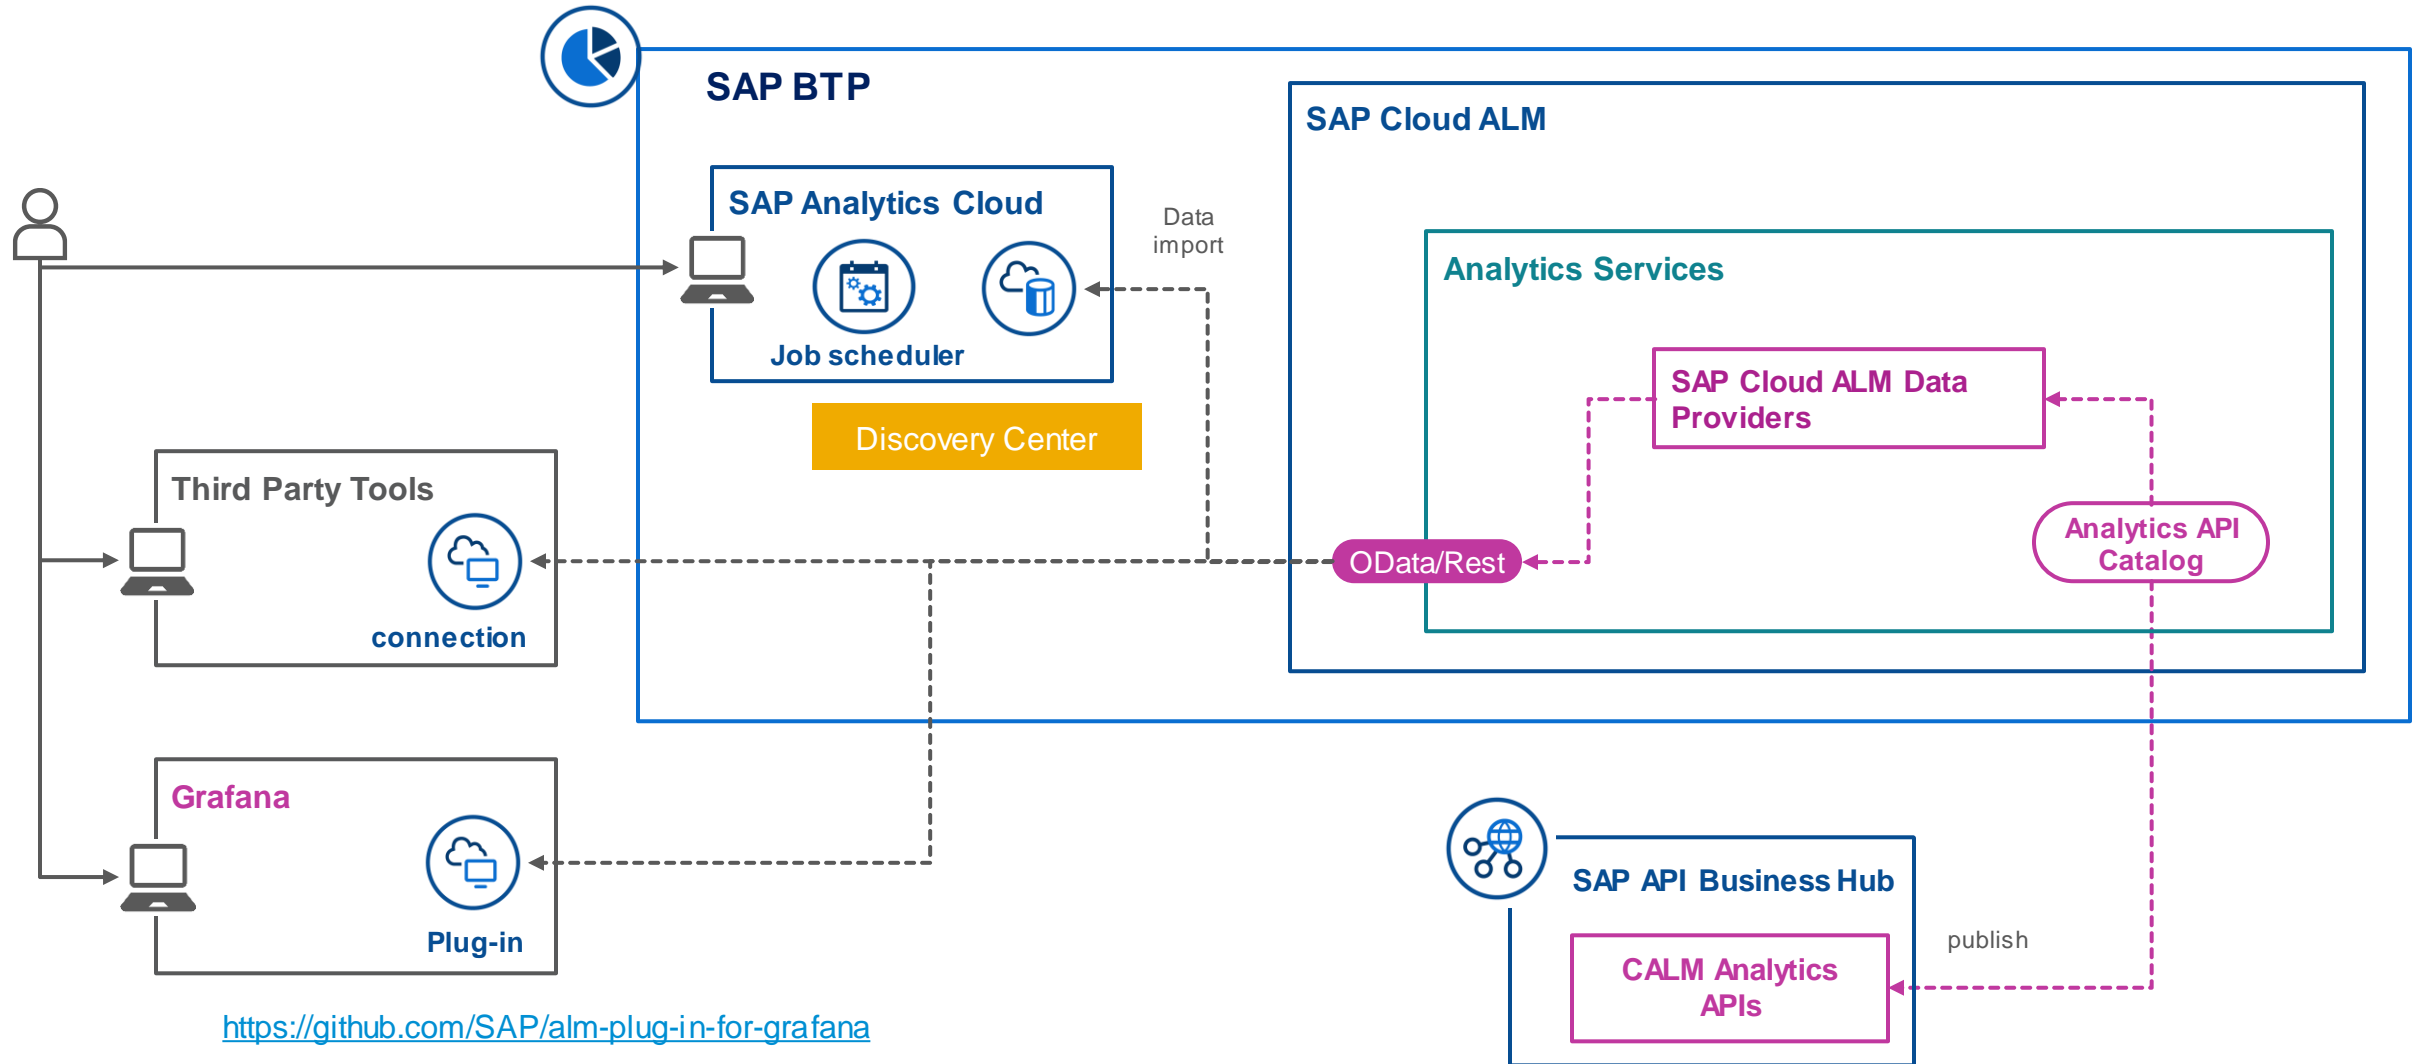 SAP BTP
SAP Cloud ALM
SAP Analytics Cloud
Data
import
Analytics Services
Job scheduler
SAP Cloud ALM Data
Providers
Discovery Center
Third Party Tools
Analytics API
Catalog
OData/Rest
connection
Grafana
SAP API Business Hub
Plug-in
publish
CALM Analytics
APIs
https://github.com/SAP/alm-plug-in-for-grafana